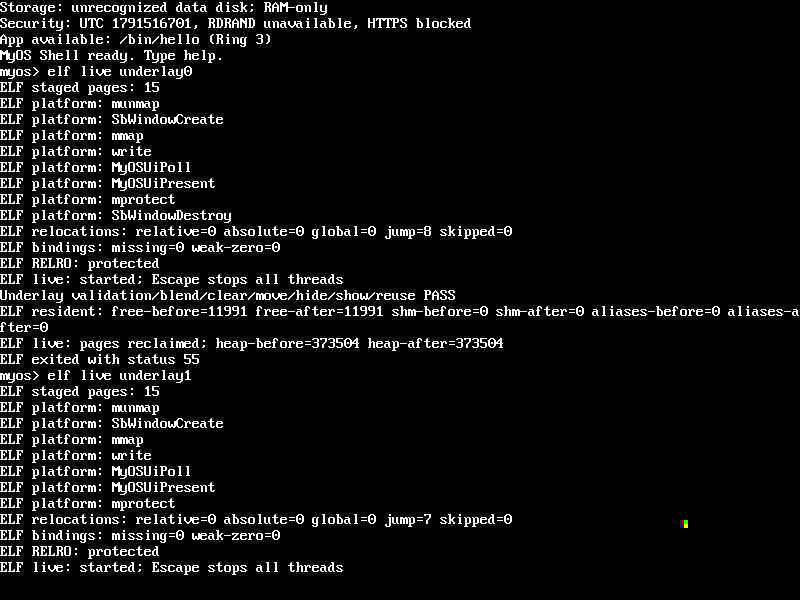 Storage: unrecognized data disk; RAM-only
Security: UTC 1791516701, RDRAND unavailable, HTTPS blocked
App available: /bin/hello (Ring 3)
MyOS Shell ready. Type help.
myos> elf live underlay0
ELF staged pages: 15
ELF platform: munmap
ELF platform: SbWindowCreate
ELF platform: mmap
ELF platform: write
ELF platform: MyOSUiPoll
ELF platform: MyOSUiPresent
ELF platform: mprotect
ELF platform: SbWindowDestroy
ELF relocations: relative=0 absolute=0 global=0 jump=8 skipped=0
ELF bindings: missing=0 weak-zero=0
ELF RELRO: protected
ELF live: started; Escape stops all threads
Underlay validation/blend/clear/move/hide/show/reuse PASS
ELF resident: free-before=11991 free-after=11991 shm-before=0 shm-after=0 aliases-before=0 aliases-a
fter=0
ELF live: pages reclaimed; heap-before=373504 heap-after=373504
ELF exited with status 55
myos> elf live underlay1
ELF staged pages: 15
ELF platform: munmap
ELF platform: SbWindowCreate
ELF platform: mmap
ELF platform: write
ELF platform: MyOSUiPoll
ELF platform: MyOSUiPresent
ELF platform: mprotect
ELF relocations: relative=0 absolute=0 global=0 jump=7 skipped=0
ELF bindings: missing=0 weak-zero=0
ELF RELRO: protected
ELF live: started; Escape stops all threads